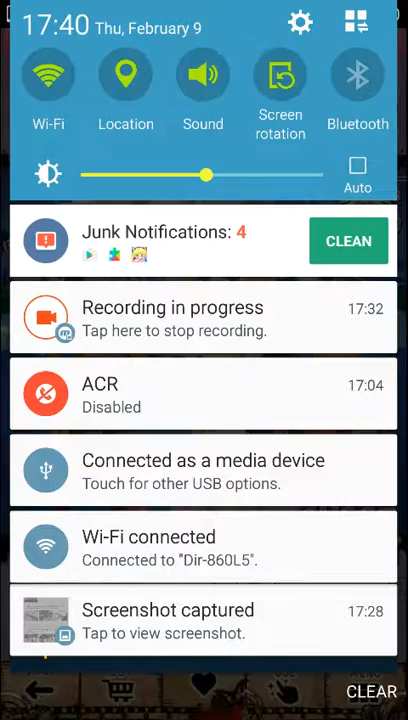 17:40 Thu, February 9
Wi-Fi
Location
Sound
Screen
rotation
Bluetooth
Auto
Junk Notifications: 4
CLEAN
Recording in progress
17:32
Tap here to stop recording.
ACR
17:04
Disabled
Connected as a media device
Touch for other USB options.
Wi-Fi connected
Connected to "Dir-860L5".
Screenshot captured
17:28
Tap to view screenshot.
CLEAR